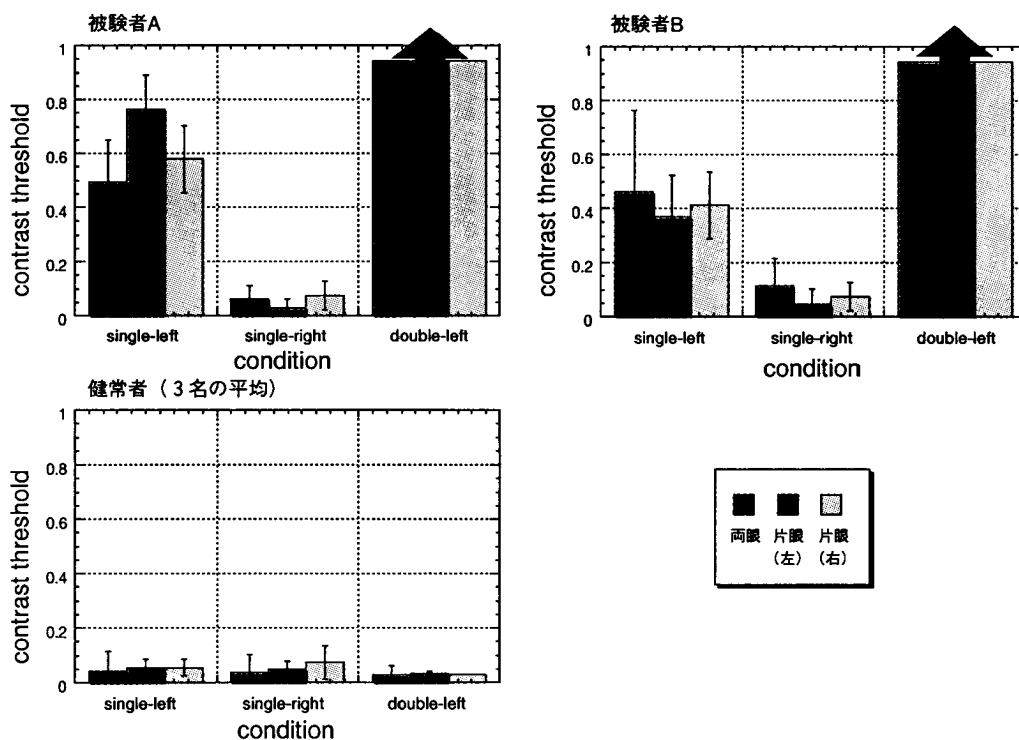 被験者A
1
0.8
0.6
0.4
0.2
0
contrast threshold
single-left single-right double-left
condition
被験者B
1
0.8
0.6
0.4
0.2
0
contrast threshold
single-left single-right double-left
condition
健常者（3名の平均）
1
0.8
0.6
0.4
0.2
0
contrast threshold
single-left single-right double-left
condition
両眼 片眼 片眼
（左）（右）